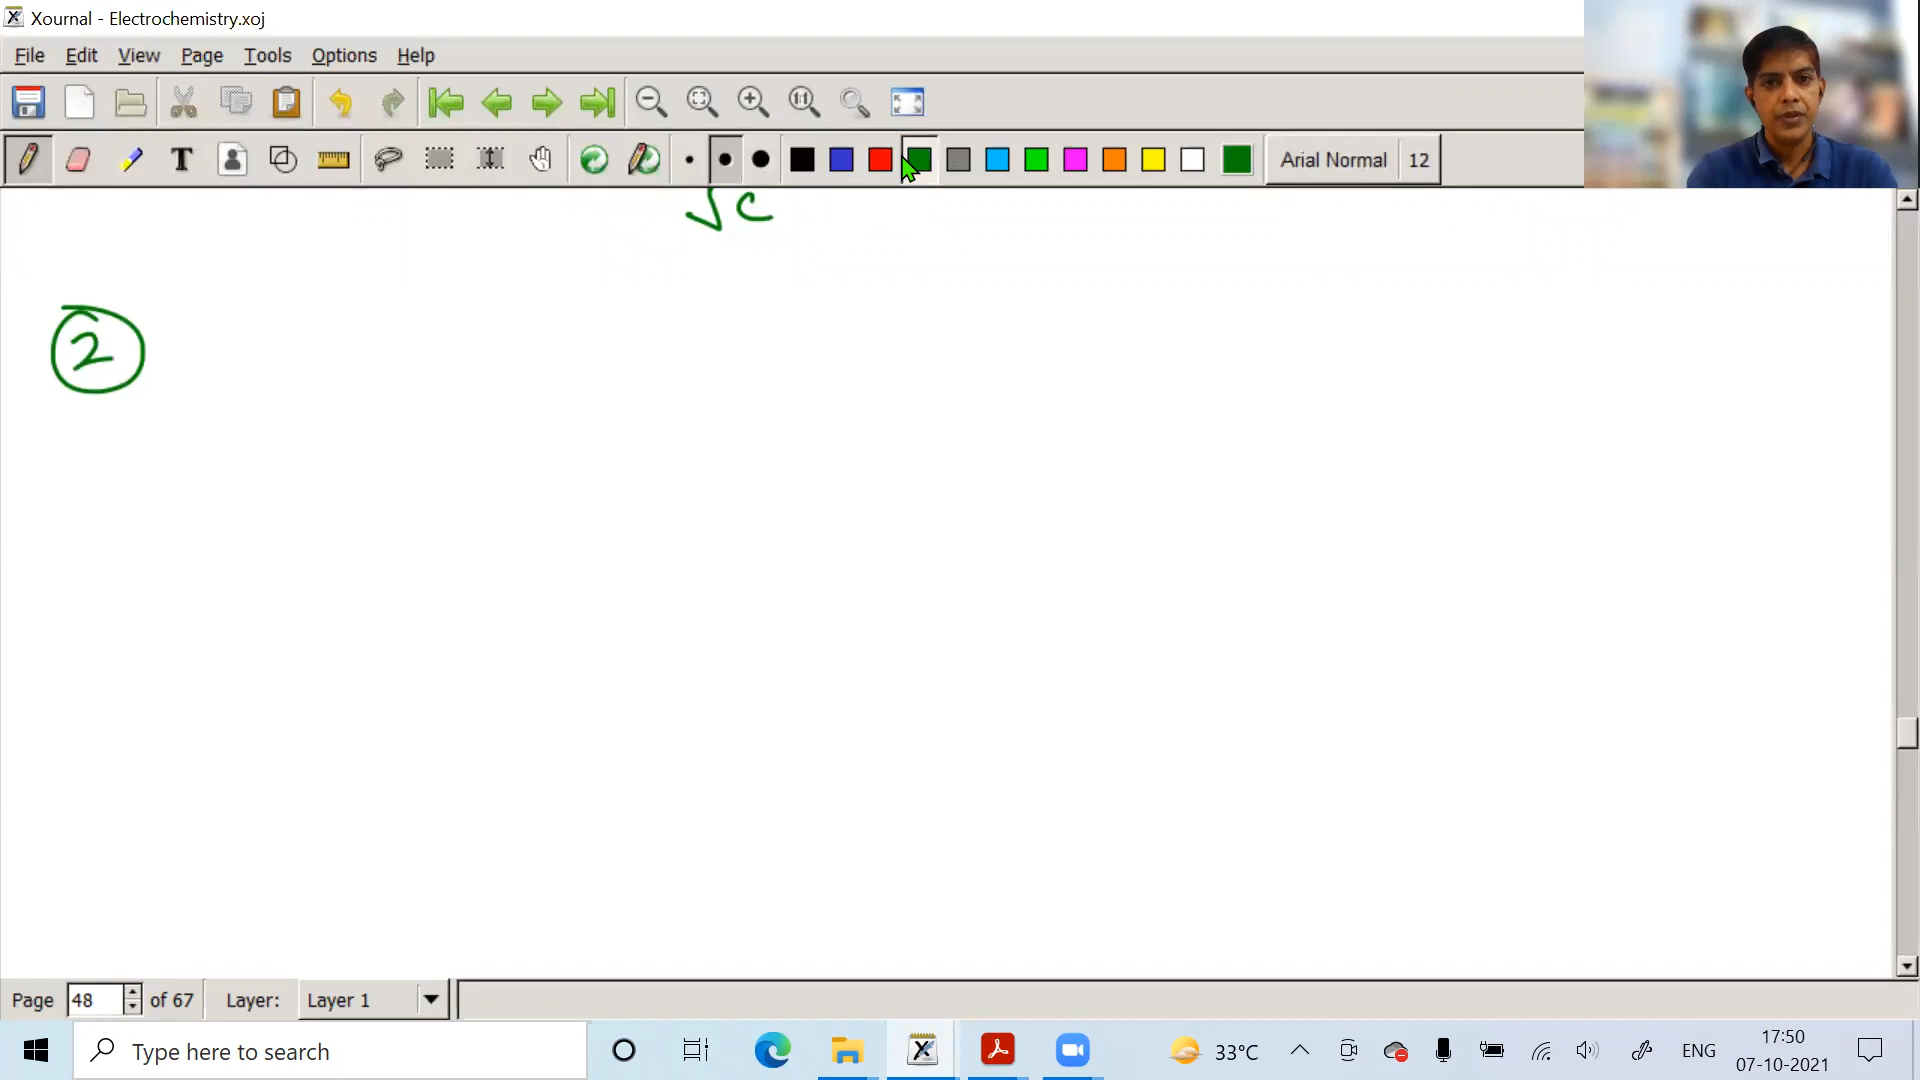 Xournal - Electrochemistry.xoj
File Edit View Page Tools Options Help
Arial Normal 12
√c
2
Page 48 of 67 Layer: Layer 1
Type here to search
33°C
ENG
17:50
07-10-2021